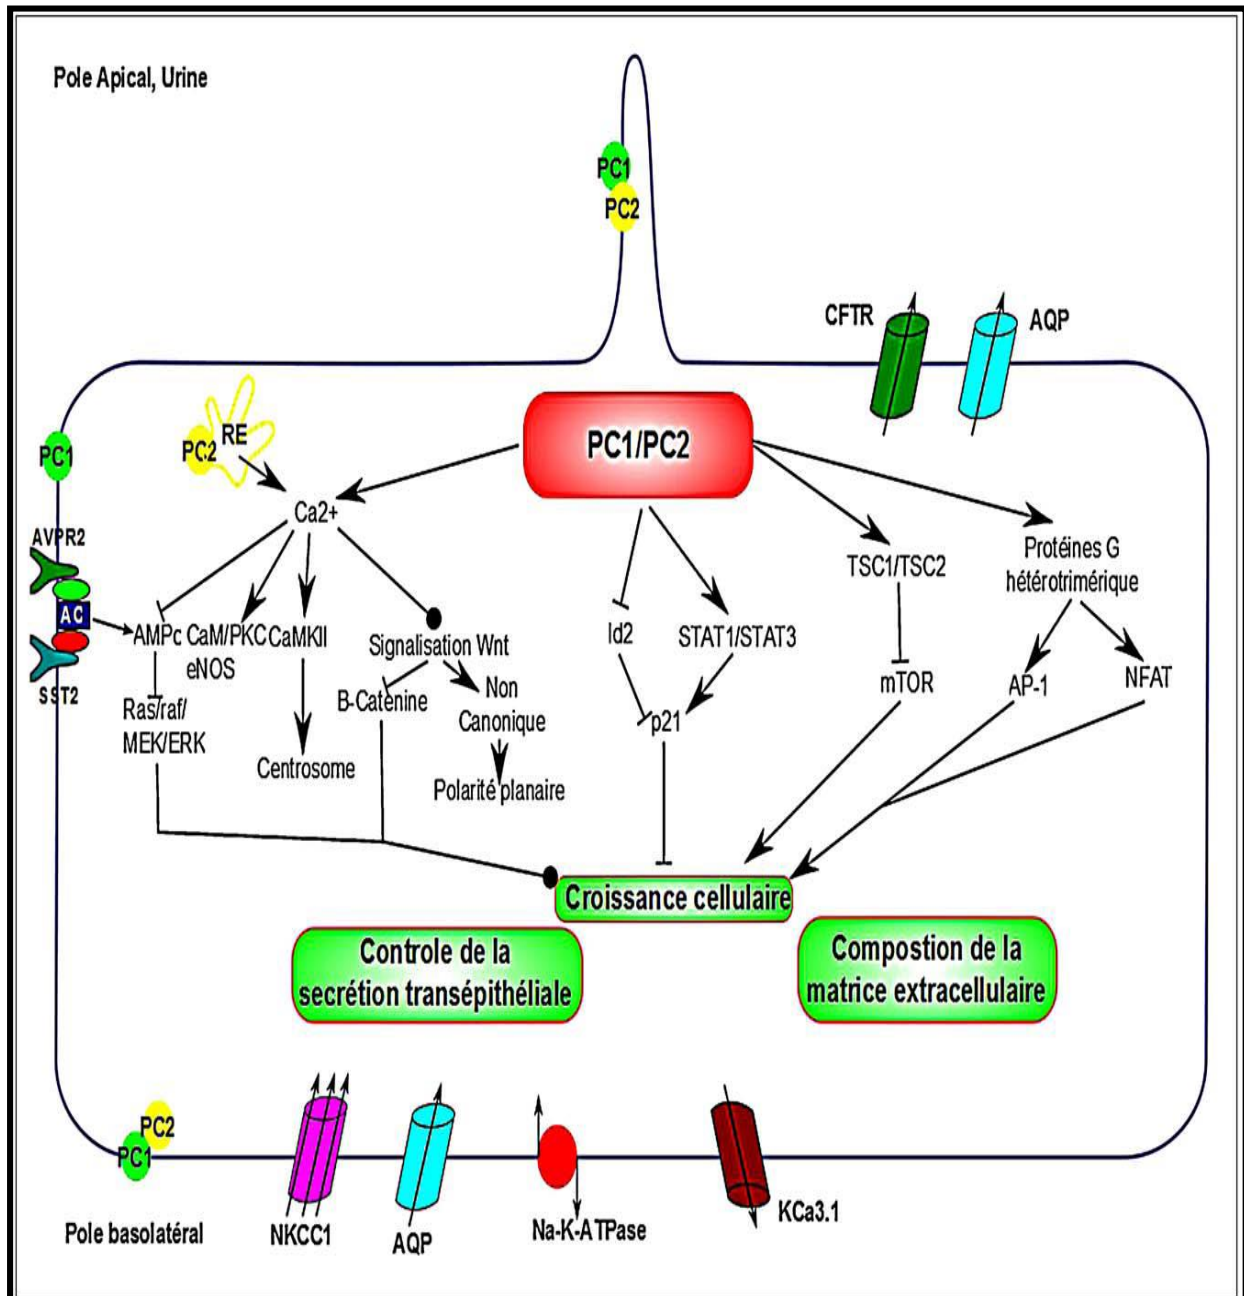 Pole Apical, Urine
PC1
PC2
CFTR
AQP
PC1
PC2
RE
PC1/PC2
Ca2+
AVPR2
AC
SST2
AMPc
CaM/PKC
eNOS
CaMKII
Signalisation Wnt
Id2
STAT1/STAT3
TSC1/TSC2
Protéines G
hétérotrimérique
Ras/raf/
MEK/ERK
B-Catenine
Non
Canonique
p21
mTOR
AP-1
NFAT
Centrosome
Polarité planaire
Croissance cellulaire
Controle de la
secrétion transépithéliale
Compostion de la
matrice extracellulaire
PC2
PC1
Pole basolatéral
NKCC1
AQP
Na-K-ATPase
KCa3.1